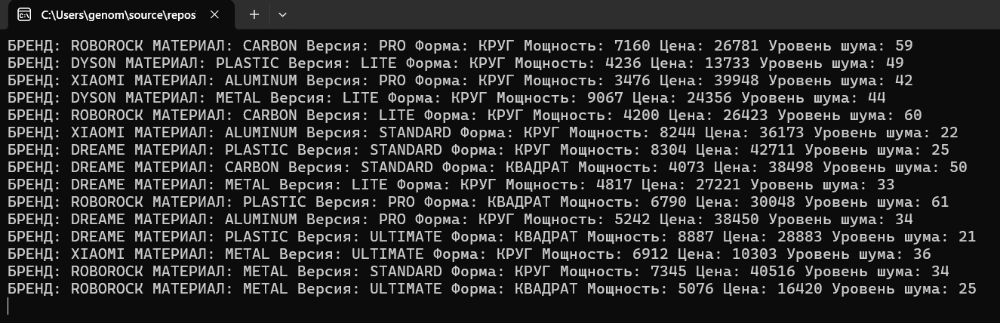 C:\Users\genom\source\repos
БРЕНД: ROBOROCK МАТЕРИАЛ: CARBON Версия: PRO Форма: КРУГ Мощность: 7160 Цена: 26781 Уровень шума: 59
БРЕНД: DYSON МАТЕРИАЛ: PLASTIC Версия: LITE Форма: КРУГ Мощность: 4236 Цена: 13733 Уровень шума: 49
БРЕНД: XIAOMI МАТЕРИАЛ: ALUMINUM Версия: PRO Форма: КРУГ Мощность: 3476 Цена: 39948 Уровень шума: 42
БРЕНД: DYSON МАТЕРИАЛ: METAL Версия: LITE Форма: КРУГ Мощность: 9067 Цена: 24356 Уровень шума: 44
БРЕНД: ROBOROCK МАТЕРИАЛ: CARBON Версия: LITE Форма: КРУГ Мощность: 4200 Цена: 26423 Уровень шума: 60
БРЕНД: XIAOMI МАТЕРИАЛ: ALUMINUM Версия: STANDARD Форма: КРУГ Мощность: 8244 Цена: 36173 Уровень шума: 22
БРЕНД: DREAME МАТЕРИАЛ: PLASTIC Версия: STANDARD Форма: КРУГ Мощность: 8304 Цена: 42711 Уровень шума: 25
БРЕНД: DREAME МАТЕРИАЛ: CARBON Версия: STANDARD Форма: КВАДРАТ Мощность: 4073 Цена: 38498 Уровень шума: 50
БРЕНД: DREAME МАТЕРИАЛ: METAL Версия: LITE Форма: КРУГ Мощность: 4817 Цена: 27221 Уровень шума: 33
БРЕНД: ROBOROCK МАТЕРИАЛ: PLASTIC Версия: PRO Форма: КВАДРАТ Мощность: 6790 Цена: 30048 Уровень шума: 61
БРЕНД: DREAME МАТЕРИАЛ: ALUMINUM Версия: PRO Форма: КРУГ Мощность: 5242 Цена: 38450 Уровень шума: 34
БРЕНД: DREAME МАТЕРИАЛ: PLASTIC Версия: ULTIMATE Форма: КВАДРАТ Мощность: 8887 Цена: 28883 Уровень шума: 21
БРЕНД: XIAOMI МАТЕРИАЛ: METAL Версия: ULTIMATE Форма: КРУГ Мощность: 6912 Цена: 10303 Уровень шума: 36
БРЕНД: ROBOROCK МАТЕРИАЛ: METAL Версия: STANDARD Форма: КРУГ Мощность: 7345 Цена: 40516 Уровень шума: 34
БРЕНД: ROBOROCK МАТЕРИАЛ: METAL Версия: ULTIMATE Форма: КВАДРАТ Мощность: 5076 Цена: 16420 Уровень шума: 25